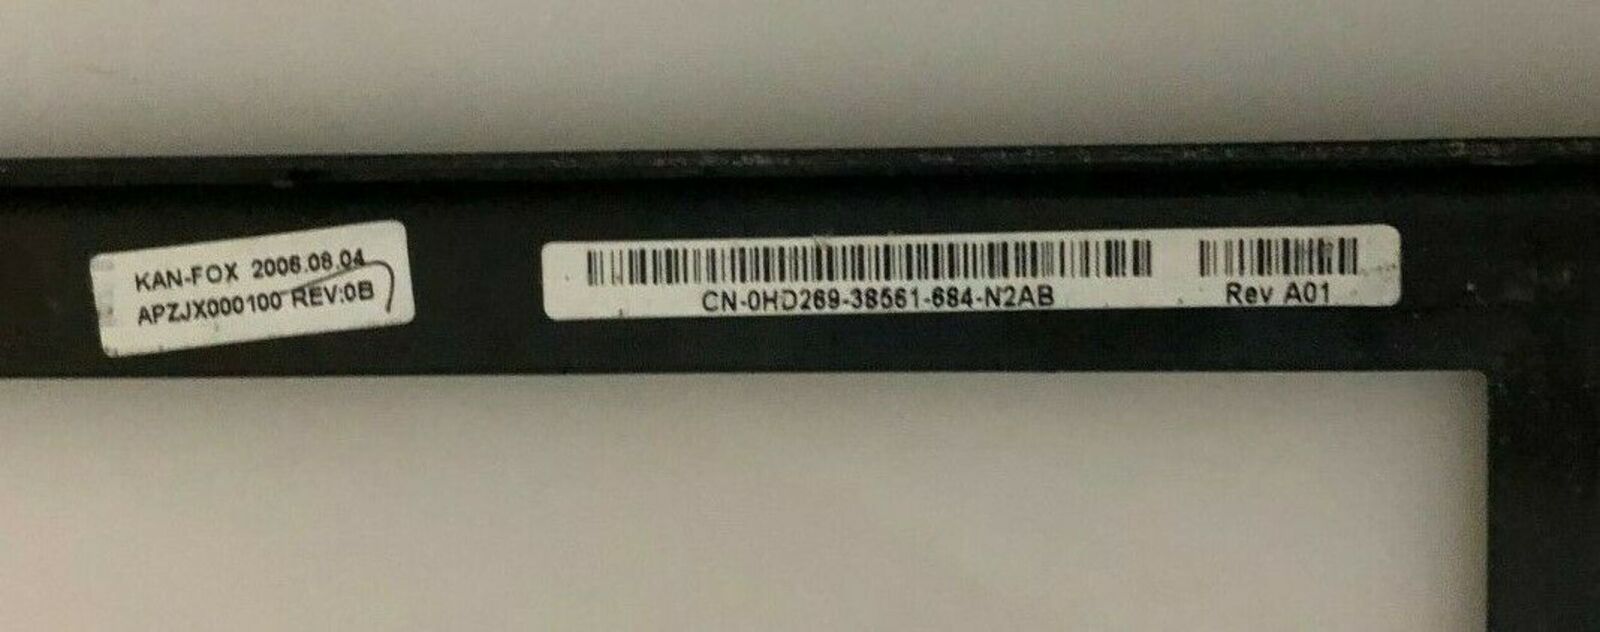 KAN-FOX 2006.08.04
APZJX000100 REV:0B
CN-0HD269-38561-684-N2AB
Rev A01